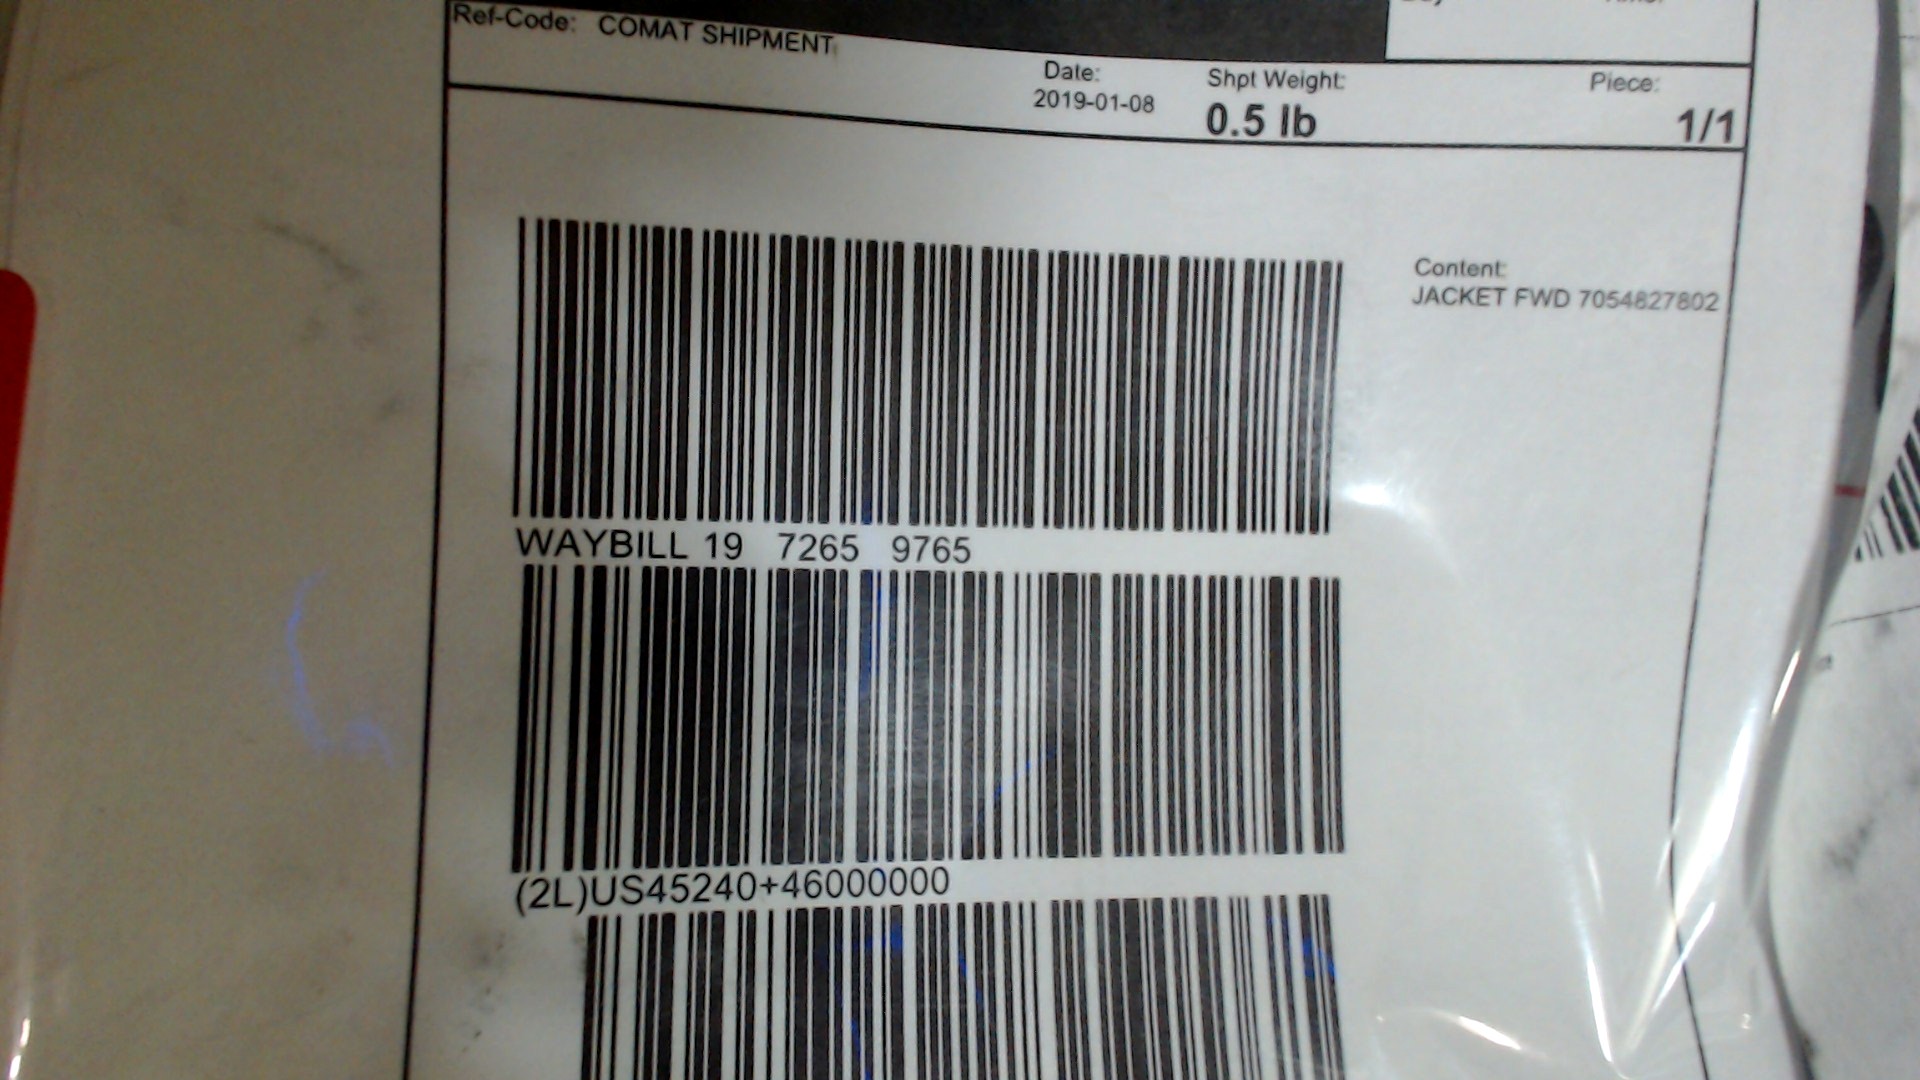 Ref-Code: COMAT SHIPMENT
Date:
2019-01-08
Shpt Weight:
0.5 lb
Piece:
1/1
Content:
JACKET FWD 7054827802
WAYBILL 19 7265 9765
(2L)US45240+46000000